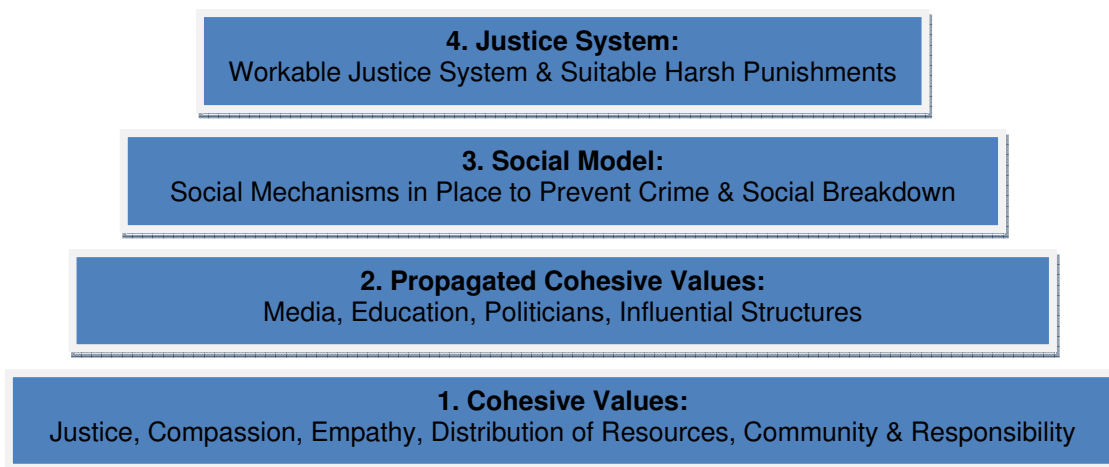 4. Justice System:
Workable Justice System & Suitable Harsh Punishments
3. Social Model:
Social Mechanisms in Place to Prevent Crime & Social Breakdown
2. Propagated Cohesive Values:
Media, Education, Politicians, Influential Structures
1. Cohesive Values:
Justice, Compassion, Empathy, Distribution of Resources, Community & Responsibility